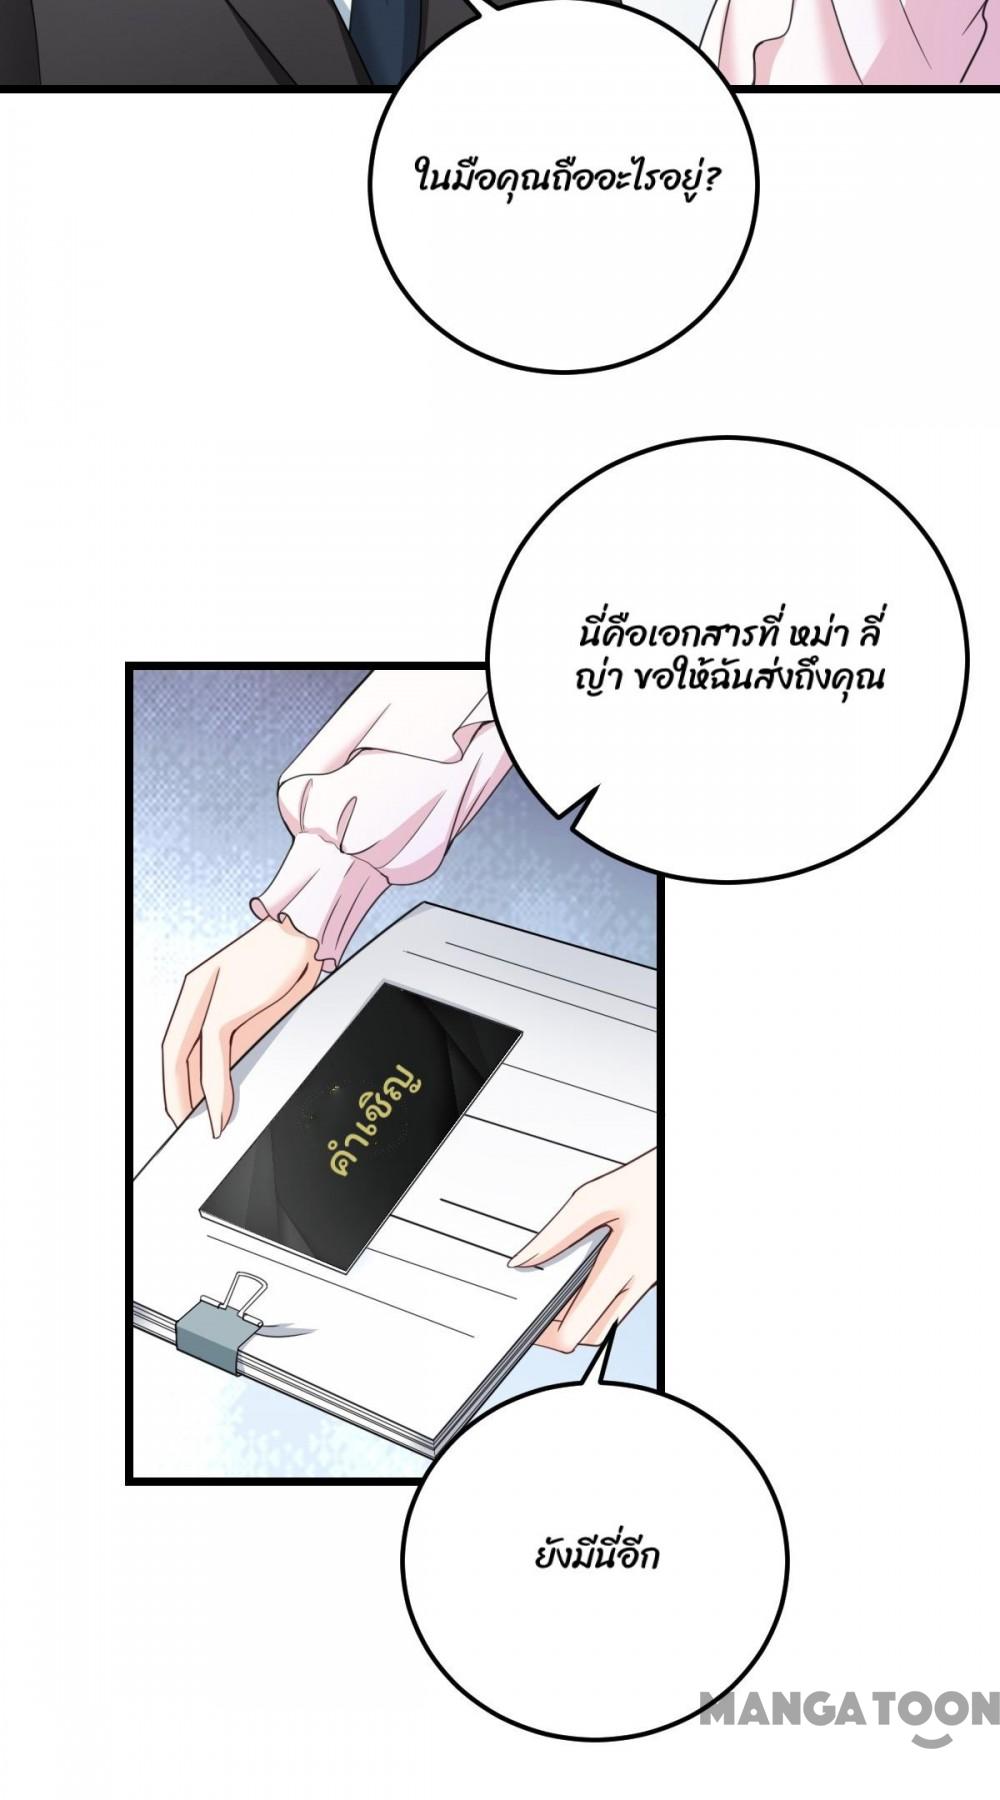 ในมือคุณถืออะไรอยู่?
นี่คือเอกสารที่ หม่า ลี่
ญ่า ขอให้ฉันส่งถึงคุณ
คำเชิญ
ยังมีนี่อีก
MANGATOON